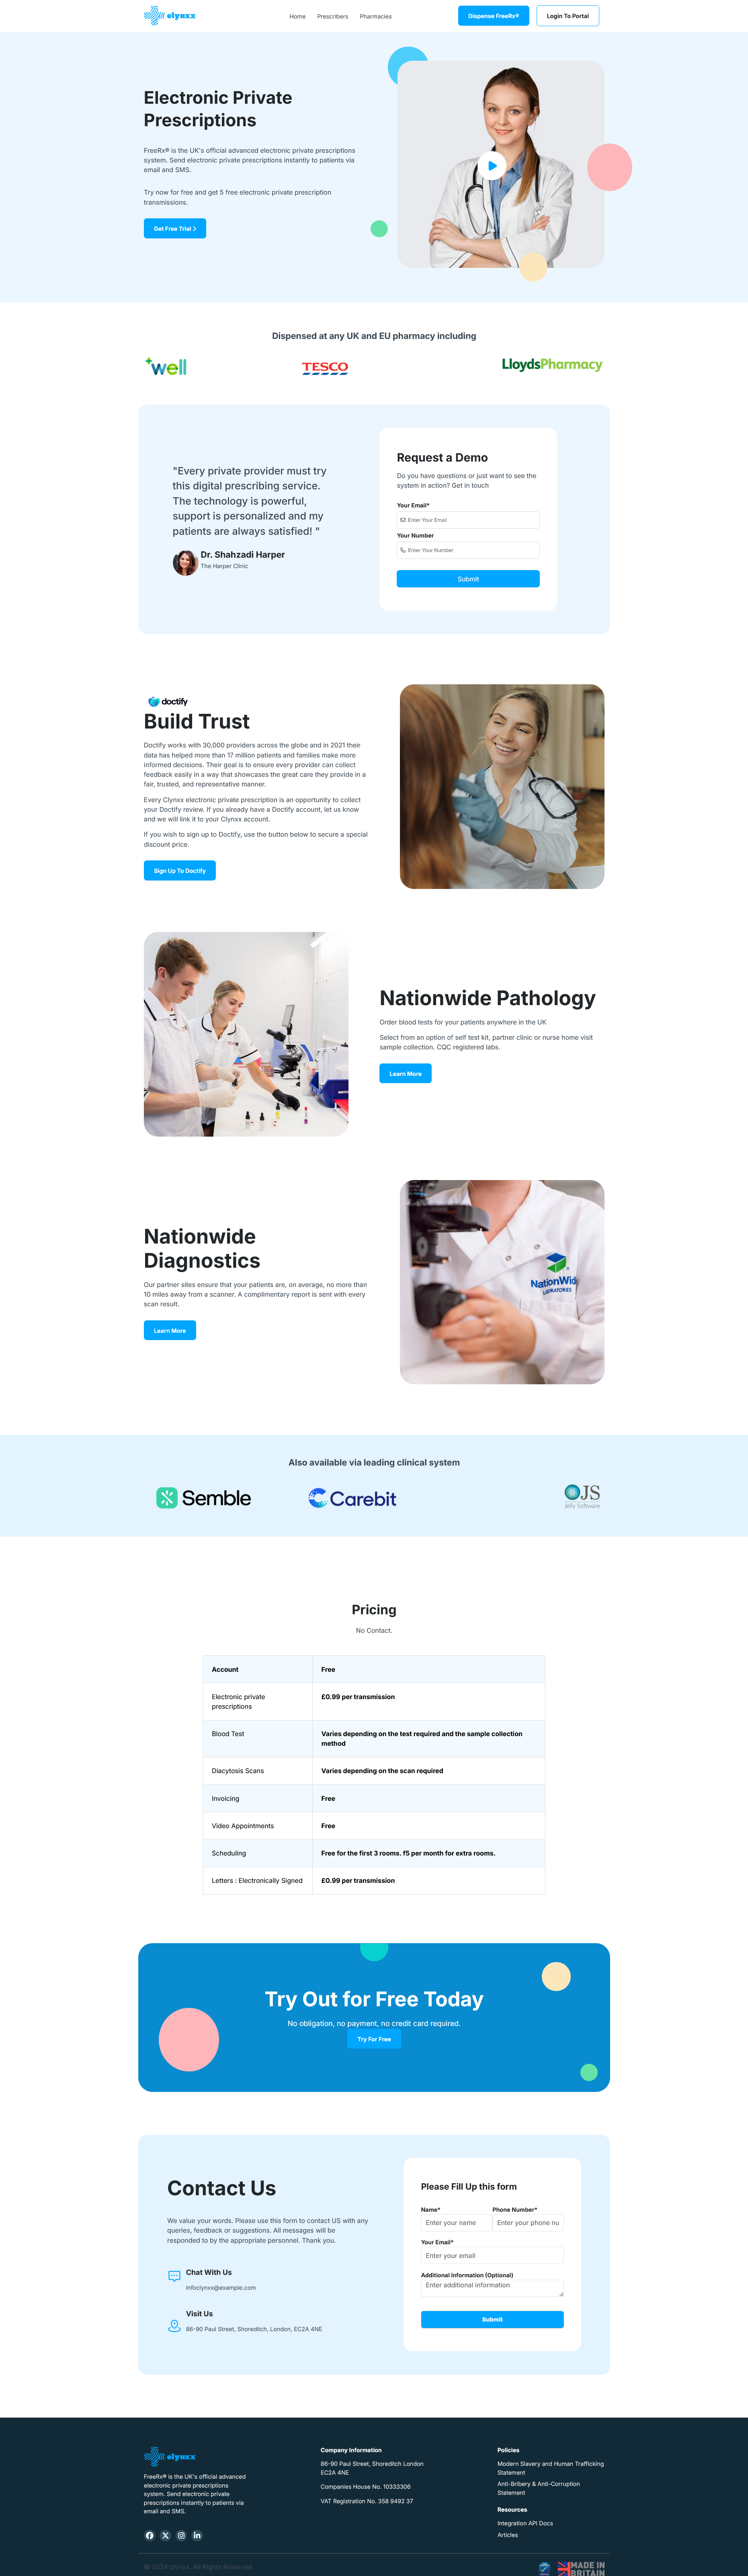 clynxx
Home
Prescribers
Pharmacies
Dispense FreeRx®
Login To Portal
Electronic Private
Prescriptions
FreeRx® is the UK's official advanced electronic private prescriptions
system. Send electronic private prescriptions instantly to patients via
email and SMS.
Try now for free and get 5 free electronic private prescription
transmissions.
Get Free Trial
Dispensed at any UK and EU pharmacy including
well
TESCO
LloydsPharmacy
"Every private provider must try
this digital prescribing service.
The technology is powerful,
support is personalized and my
patients are always satisfied! "
Dr. Shahzadi Harper
The Harper Clinic
Request a Demo
Do you have questions or just want to see the
system in action? Get in touch
Your Email*
Enter Your Email
Your Number
Enter Your Number
Submit
doctify
Build Trust
Doctify works with 30,000 providers across the globe and in 2021 their
data has helped more than 17 million patients and families make more
informed decisions. Their goal is to ensure every provider can collect
feedback easily in a way that showcases the great care they provide in a
fair, trusted, and representative manner.
Every Clynxx electronic private prescription is an opportunity to collect
your Doctify review. If you already have a Doctify account, let us know
and we will link it to your Clynxx account.
If you wish to sign up to Doctify, use the button below to secure a special
discount price.
Sign Up To Doctify
Nationwide Pathology
Order blood tests for your patients anywhere in the UK
Select from an option of self test kit, partner clinic or nurse home visit
sample collection. CQC registered labs.
Learn More
Nationwide
Diagnostics
Our partner sites ensure that your patients are, on average, no more than
10 miles away from a scanner. A complimentary report is sent with every
scan result.
Learn More
NationWid
LABORATORIES
Also available via leading clinical system
Semble
Carebit
JS
Jelly Software
Pricing
No Contact.
Account
Free
Electronic private
prescriptions
£0.99 per transmission
Blood Test
Varies depending on the test required and the sample collection
method
Diacytosis Scans
Varies depending on the scan required
Invoicing
Free
Video Appointments
Free
Scheduling
Free for the first 3 rooms. f5 per month for extra rooms.
Letters : Electronically Signed
£0.99 per transmission
Try Out for Free Today
No obligation, no payment, no credit card required.
Try For Free
Contact Us
We value your words. Please use this form to contact US with any
queries, feedback or suggestions. All messages will be
responded to by the appropriate personnel. Thank you.
Chat With Us
Infoclynxx@example.com
Visit Us
86-90 Paul Street, Shoreditch, London, EC2A 4NE
Please Fill Up this form
Name*
Phone Number*
Enter your name
Enter your phone nu
Your Email*
Enter your email
Additional Information (Optional)
Enter additional information
Submit
clynxx
FreeRx® is the UK's official advanced
electronic private prescriptions
system. Send electronic private
prescriptions instantly to patients via
email and SMS.
Company Information
86-90 Paul Street, Shoreditch London
EC2A 4NE
Companies House No. 10333306
VAT Registration No. 358 9492 37
Policies
Modern Slavery and Human Trafficking
Statement
Anti-Bribery & Anti-Corruption
Statement
Resources
Integration API Docs
Articles
© 2024 clynxx. All Rights Reserved
MADE IN
BRITAIN